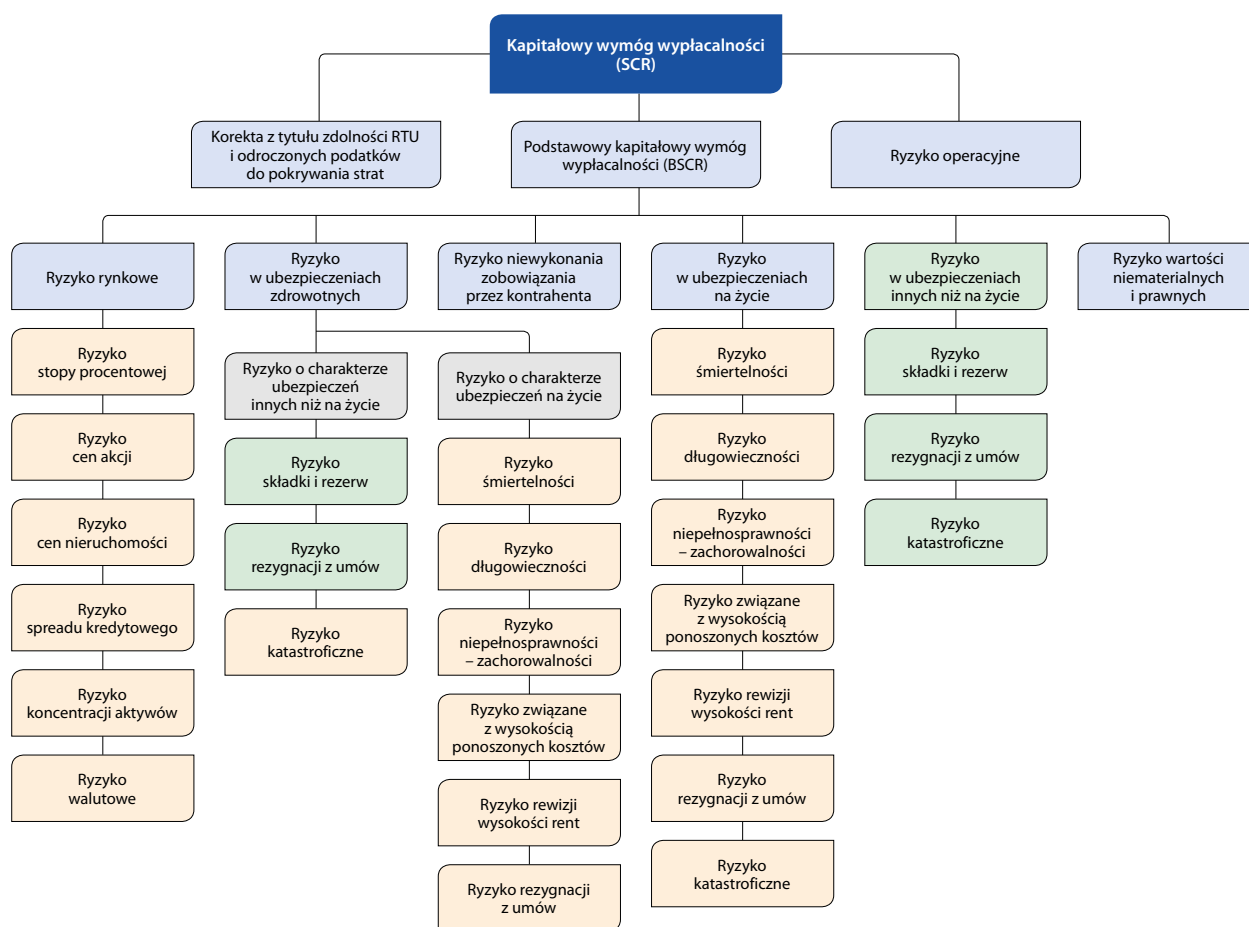 Kapitałowy wymóg wypłacalności
(SCR)
Korekta z tytułu zdolności RTU
i odroczonych podatków
do pokrywania strat
Podstawowy kapitałowy wymóg
wypłacalności (BSCR)
Ryzyko operacyjne
Ryzyko rynkowe
Ryzyko
w ubezpieczeniach
zdrowotnych
Ryzyko niewykonania
zobowiązania
przez kontrahenta
Ryzyko
w ubezpieczeniach
na życie
Ryzyko
w ubezpieczeniach
innych niż na życie
Ryzyko wartości
niematerialnych
i prawnych
Ryzyko
stopy procentowej
Ryzyko
cen akcji
Ryzyko
cen nieruchomości
Ryzyko
spreadu kredytowego
Ryzyko
koncentracji aktywów
Ryzyko
walutowe
Ryzyko o charakterze
ubezpieczeń
innych niż na życie
Ryzyko
składki i rezerw
Ryzyko
rezygnacji z umów
Ryzyko
katastroficzne
Ryzyko o charakterze
ubezpieczeń na życie
Ryzyko
śmiertelności
Ryzyko
długowieczności
Ryzyko
niepełnosprawności
– zachorowalności
Ryzyko związane
z wysokością
ponoszonych kosztów
Ryzyko rewizji
wysokości rent
Ryzyko rezygnacji
z umów
Ryzyko
śmiertelności
Ryzyko
długowieczności
Ryzyko
niepełnosprawności
– zachorowalności
Ryzyko związane
z wysokością
ponoszonych kosztów
Ryzyko rewizji
wysokości rent
Ryzyko
rezygnacji z umów
Ryzyko
katastroficzne
Ryzyko
składki i rezerw
Ryzyko
rezygnacji z umów
Ryzyko
katastroficzne